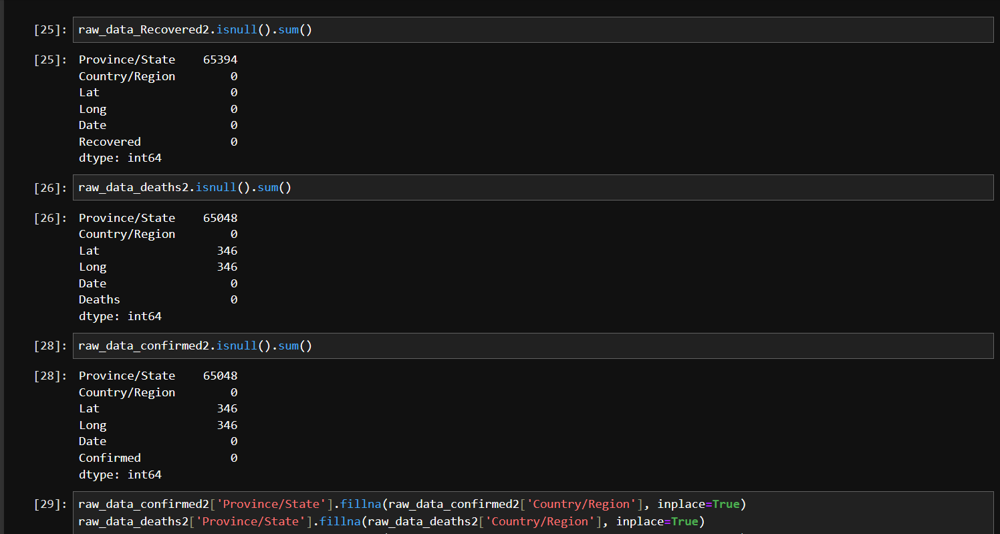 [25]: raw_data_Recovered2.isnull().sum()
[25]: Province/State 65394
Country/Region 0
Lat 0
Long 0
Date 0
Recovered 0
dtype: int64
[26]: raw_data_deaths2.isnull().sum()
[26]: Province/State 65048
Country/Region 0
Lat 346
Long 346
Date 0
Deaths 0
dtype: int64
[28]: raw_data_confirmed2.isnull().sum()
[28]: Province/State 65048
Country/Region 0
Lat 346
Long 346
Date 0
Confirmed 0
dtype: int64
[29]: raw_data_confirmed2['Province/State'].fillna(raw_data_confirmed2['Country/Region'], inplace=True)
raw_data_deaths2['Province/State'].fillna(raw_data_deaths2['Country/Region'], inplace=True)